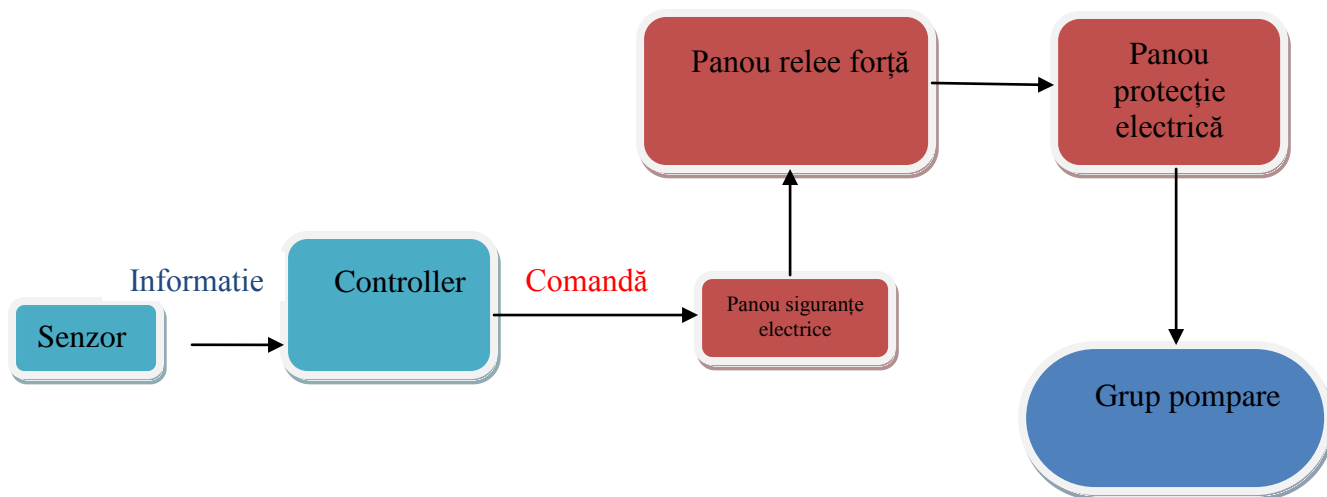 Senzor
Informatie
Controller
Comandă
Panou siguranțe
electrice
Panou relee forță
Panou
protecție
electrică
Grup pompare